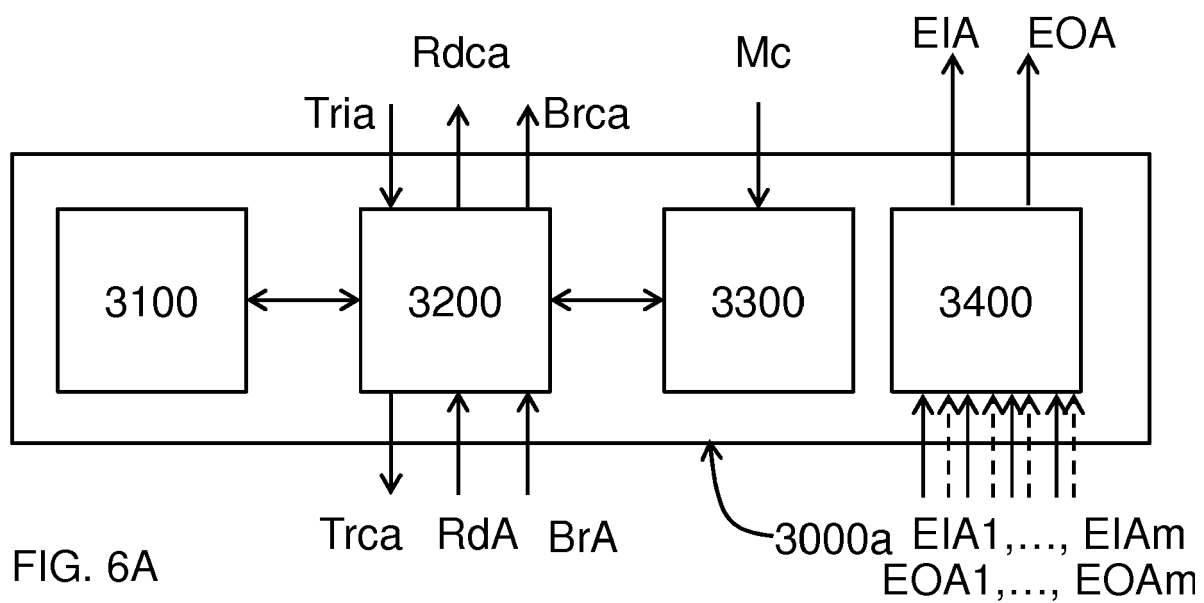 EIA EOA
Rdca Mc
Tria Brca
3100 3200 3300 3400
Trca RdA BrA 3000a EIA1,..., EIAm
FIG. 6A EOA1,..., EOAm